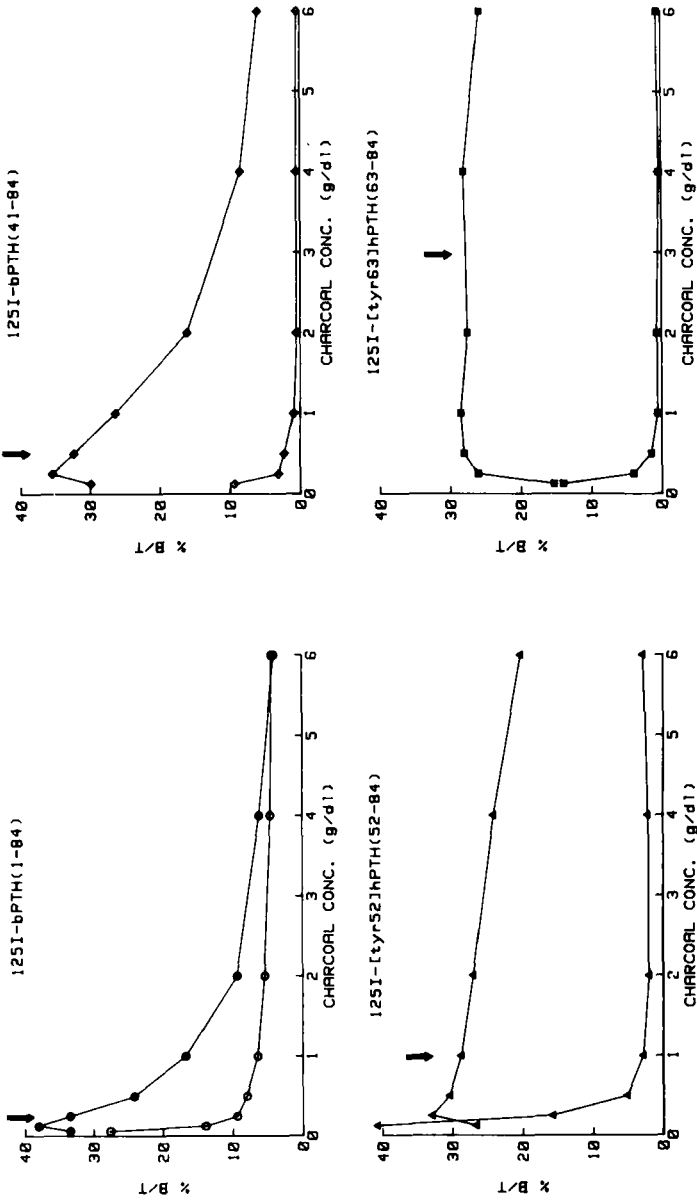 125I-bPTH(1-84)
40
30
20
10
0
% B/T
0 1 2 3 4 5 6
CHARCOAL CONC. (g/dl)
125I-bPTH(41-84)
40
30
20
10
0
% B/T
0 1 2 3 4 5 6
CHARCOAL CONC. (g/dl)
125I-[tyr52]hPTH(52-84)
40
30
20
10
0
% B/T
0 1 2 3 4 5 6
CHARCOAL CONC. (g/dl)
125I-[tyr63]hPTH(63-84)
40
30
20
10
0
% B/T
0 1 2 3 4 5 6
CHARCOAL CONC. (g/dl)